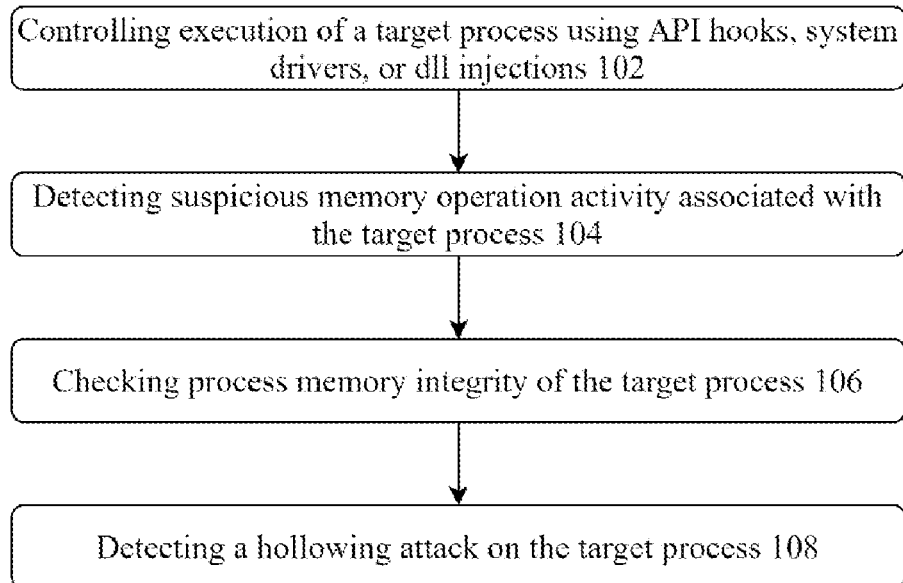 Controlling execution of a target process using API hooks, system
drivers, or dll injections 102
Detecting suspicious memory operation activity associated with
the target process 104
Checking process memory integrity of the target process 106
Detecting a hollowing attack on the target process 108